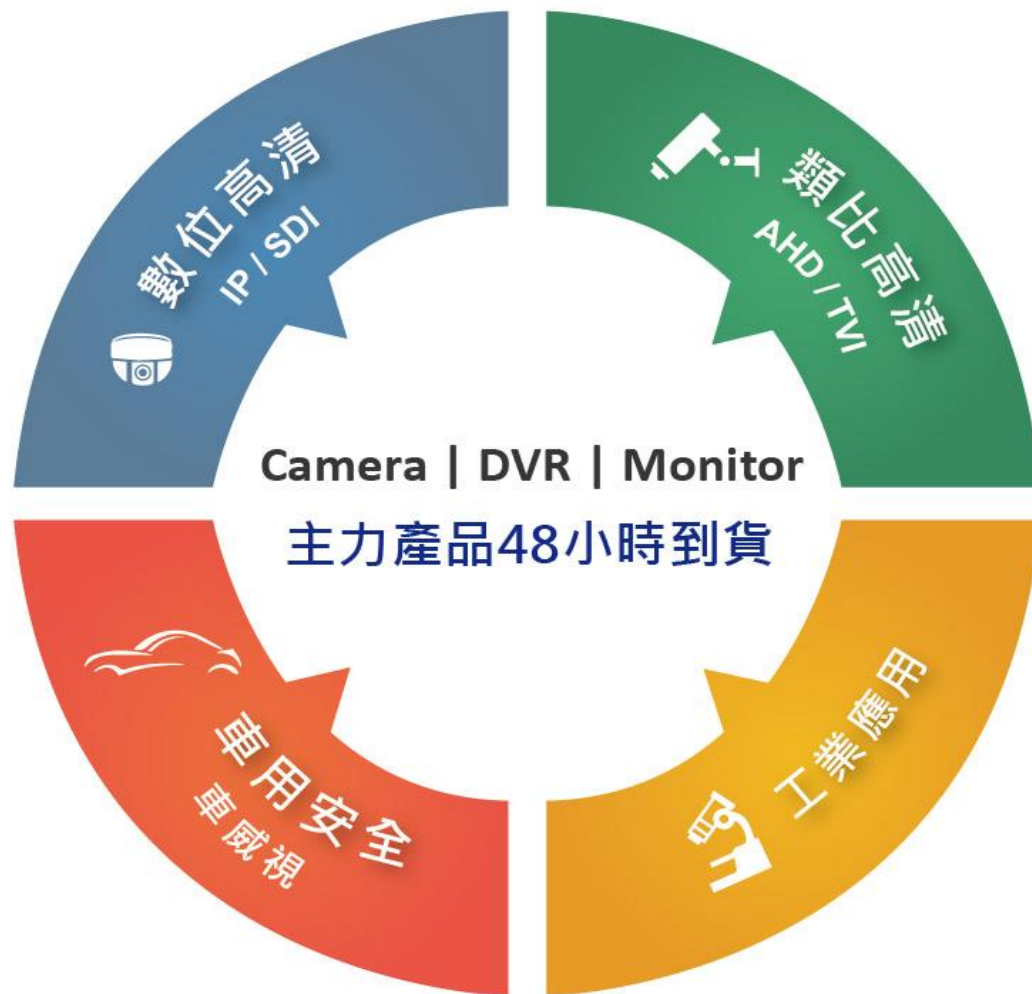 數位高清
IP / SDI
類比高清
AHD / TVI
Camera | DVR | Monitor
主力產品48小時到貨
車用安全
車威視
工業應用